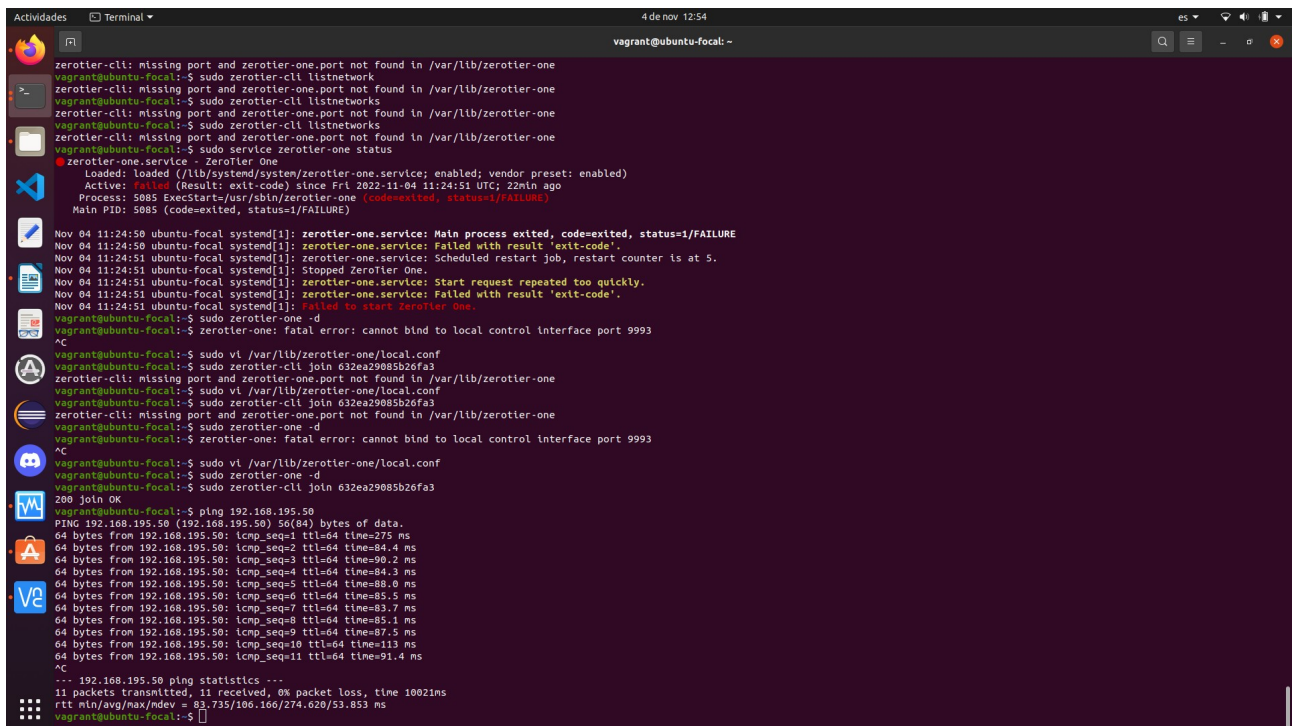 Actividades Terminal 4 de nov 12:54 es
vagrant@ubuntu-focal: ~
zerotier-cli: missing port and zerotier-one.port not found in /var/lib/zerotier-one
vagrant@ubuntu-focal:~$ sudo zerotier-cli listnetwork
zerotier-cli: missing port and zerotier-one.port not found in /var/lib/zerotier-one
vagrant@ubuntu-focal:~$ sudo zerotier-cli listnetworks
zerotier-cli: missing port and zerotier-one.port not found in /var/lib/zerotier-one
vagrant@ubuntu-focal:~$ sudo zerotier-cli listnetworks
zerotier-cli: missing port and zerotier-one.port not found in /var/lib/zerotier-one
vagrant@ubuntu-focal:~$ sudo service zerotier-one status
● zerotier-one.service - ZeroTier One
Loaded: loaded (/lib/systemd/system/zerotier-one.service; enabled; vendor preset: enabled)
Active: failed (Result: exit-code) since Fri 2022-11-04 11:24:51 UTC; 22min ago
Process: 5085 ExecStart=/usr/sbin/zerotier-one (code=exited, status=1/FAILURE)
Main PID: 5085 (code=exited, status=1/FAILURE)
Nov 04 11:24:50 ubuntu-focal systemd[1]: zerotier-one.service: Main process exited, code=exited, status=1/FAILURE
Nov 04 11:24:50 ubuntu-focal systemd[1]: zerotier-one.service: Failed with result 'exit-code'.
Nov 04 11:24:51 ubuntu-focal systemd[1]: zerotier-one.service: Scheduled restart job, restart counter is at 5.
Nov 04 11:24:51 ubuntu-focal systemd[1]: Stopped ZeroTier One.
Nov 04 11:24:51 ubuntu-focal systemd[1]: zerotier-one.service: Start request repeated too quickly.
Nov 04 11:24:51 ubuntu-focal systemd[1]: zerotier-one.service: Failed with result 'exit-code'.
Nov 04 11:24:51 ubuntu-focal systemd[1]: Failed to start ZeroTier One.
vagrant@ubuntu-focal:~$ sudo zerotier-one -d
vagrant@ubuntu-focal:~$ zerotier-one: fatal error: cannot bind to local control interface port 9993
^C
vagrant@ubuntu-focal:~$ sudo vi /var/lib/zerotier-one/local.conf
vagrant@ubuntu-focal:~$ sudo zerotier-cli join 632ea29085b26fa3
zerotier-cli: missing port and zerotier-one.port not found in /var/lib/zerotier-one
vagrant@ubuntu-focal:~$ sudo vi /var/lib/zerotier-one/local.conf
vagrant@ubuntu-focal:~$ sudo zerotier-cli join 632ea29085b26fa3
zerotier-cli: missing port and zerotier-one.port not found in /var/lib/zerotier-one
vagrant@ubuntu-focal:~$ sudo zerotier-one -d
vagrant@ubuntu-focal:~$ zerotier-one: fatal error: cannot bind to local control interface port 9993
^C
vagrant@ubuntu-focal:~$ sudo vi /var/lib/zerotier-one/local.conf
vagrant@ubuntu-focal:~$ sudo zerotier-one -d
vagrant@ubuntu-focal:~$ sudo zerotier-cli join 632ea29085b26fa3
200 join OK
vagrant@ubuntu-focal:~$ ping 192.168.195.50
PING 192.168.195.50 (192.168.195.50) 56(84) bytes of data.
64 bytes from 192.168.195.50: icmp_seq=1 ttl=64 time=275 ms
64 bytes from 192.168.195.50: icmp_seq=2 ttl=64 time=84.4 ms
64 bytes from 192.168.195.50: icmp_seq=3 ttl=64 time=90.2 ms
64 bytes from 192.168.195.50: icmp_seq=4 ttl=64 time=84.3 ms
64 bytes from 192.168.195.50: icmp_seq=5 ttl=64 time=88.0 ms
64 bytes from 192.168.195.50: icmp_seq=6 ttl=64 time=85.5 ms
64 bytes from 192.168.195.50: icmp_seq=7 ttl=64 time=83.7 ms
64 bytes from 192.168.195.50: icmp_seq=8 ttl=64 time=85.1 ms
64 bytes from 192.168.195.50: icmp_seq=9 ttl=64 time=87.5 ms
64 bytes from 192.168.195.50: icmp_seq=10 ttl=64 time=113 ms
64 bytes from 192.168.195.50: icmp_seq=11 ttl=64 time=91.4 ms
^C
--- 192.168.195.50 ping statistics ---
11 packets transmitted, 11 received, 0% packet loss, time 10021ms
rtt min/avg/max/mdev = 83.735/106.166/274.620/53.853 ms
vagrant@ubuntu-focal:~$